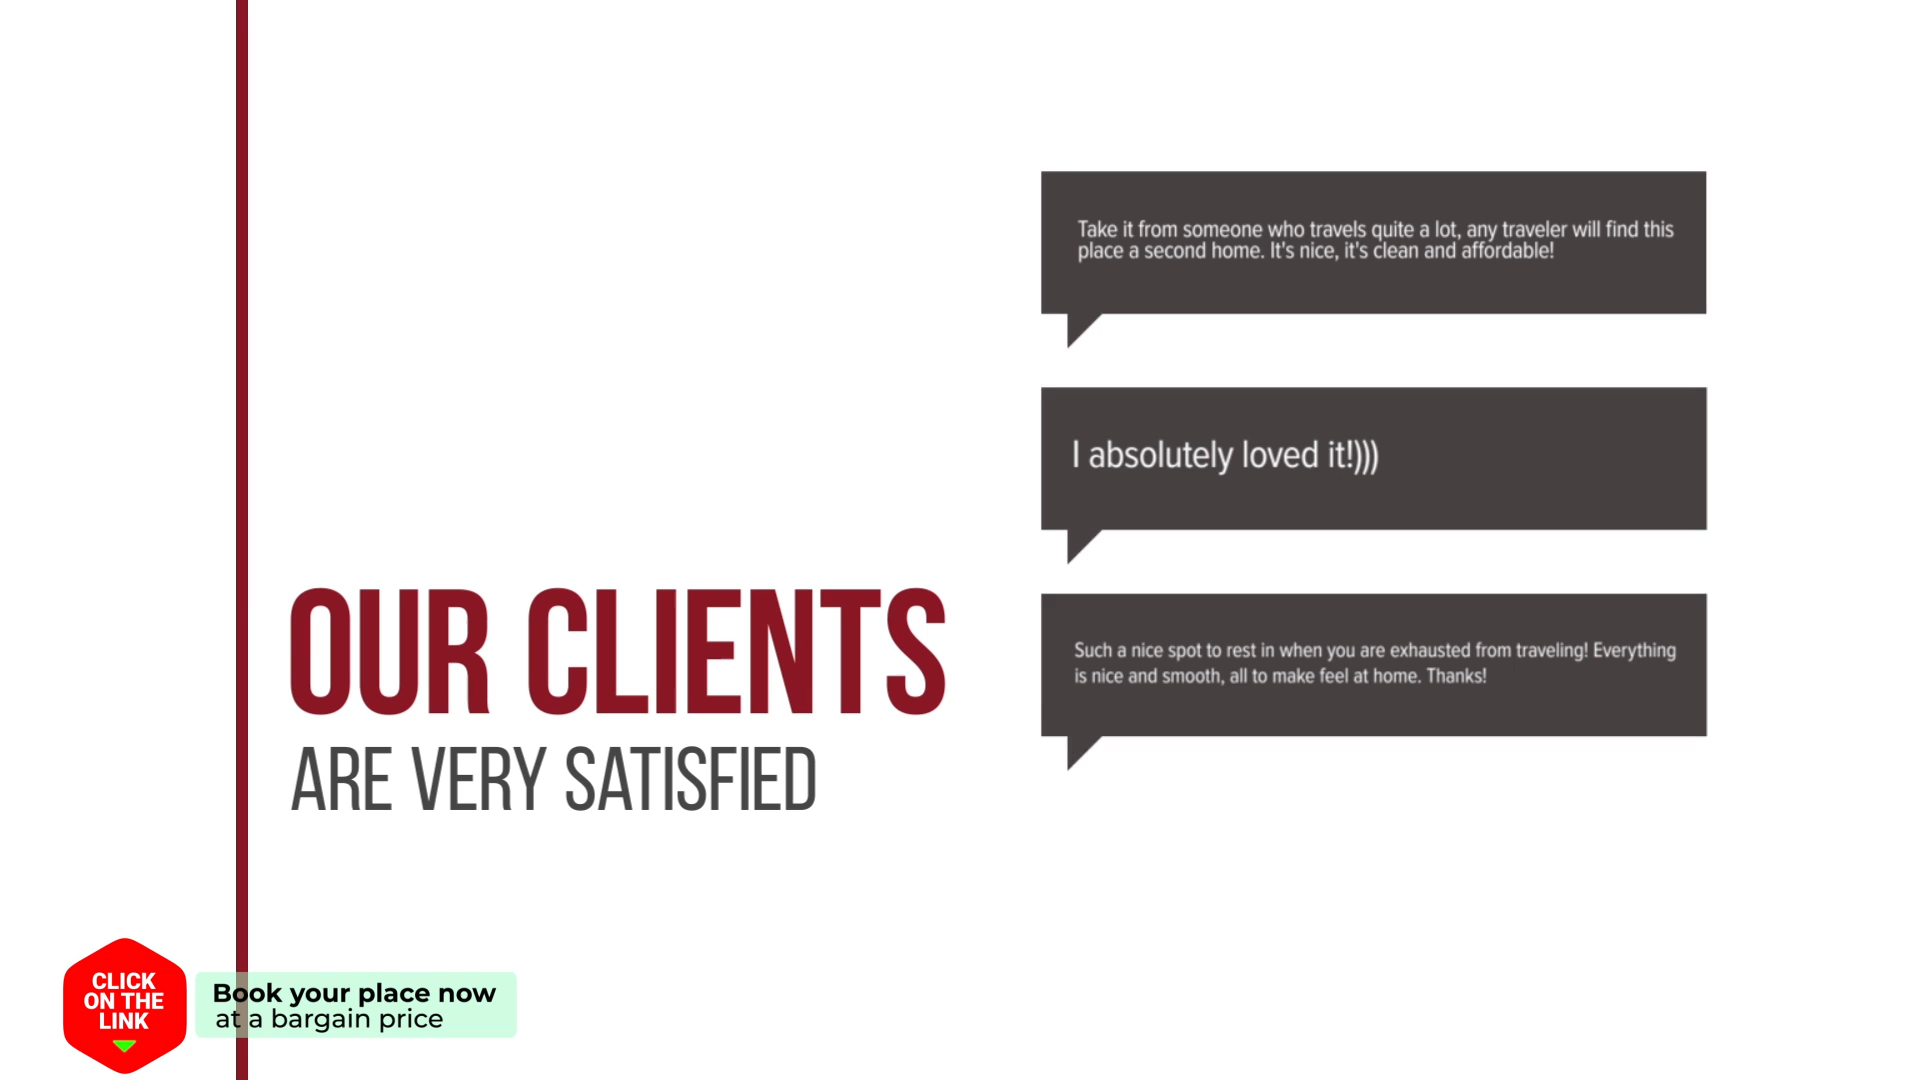 Take it from someone who travels quite a lot, any traveler will find this
place a second home. It's nice, it's clean and affordable!
I absolutely loved it!)))
Such a nice spot to rest in when you are exhausted from traveling! Everything
is nice and smooth, all to make feel at home. Thanks!
OUR CLIENTS
ARE VERY SATISFIED
CLICK
ON THE
LINK
Book your place now
at a bargain price